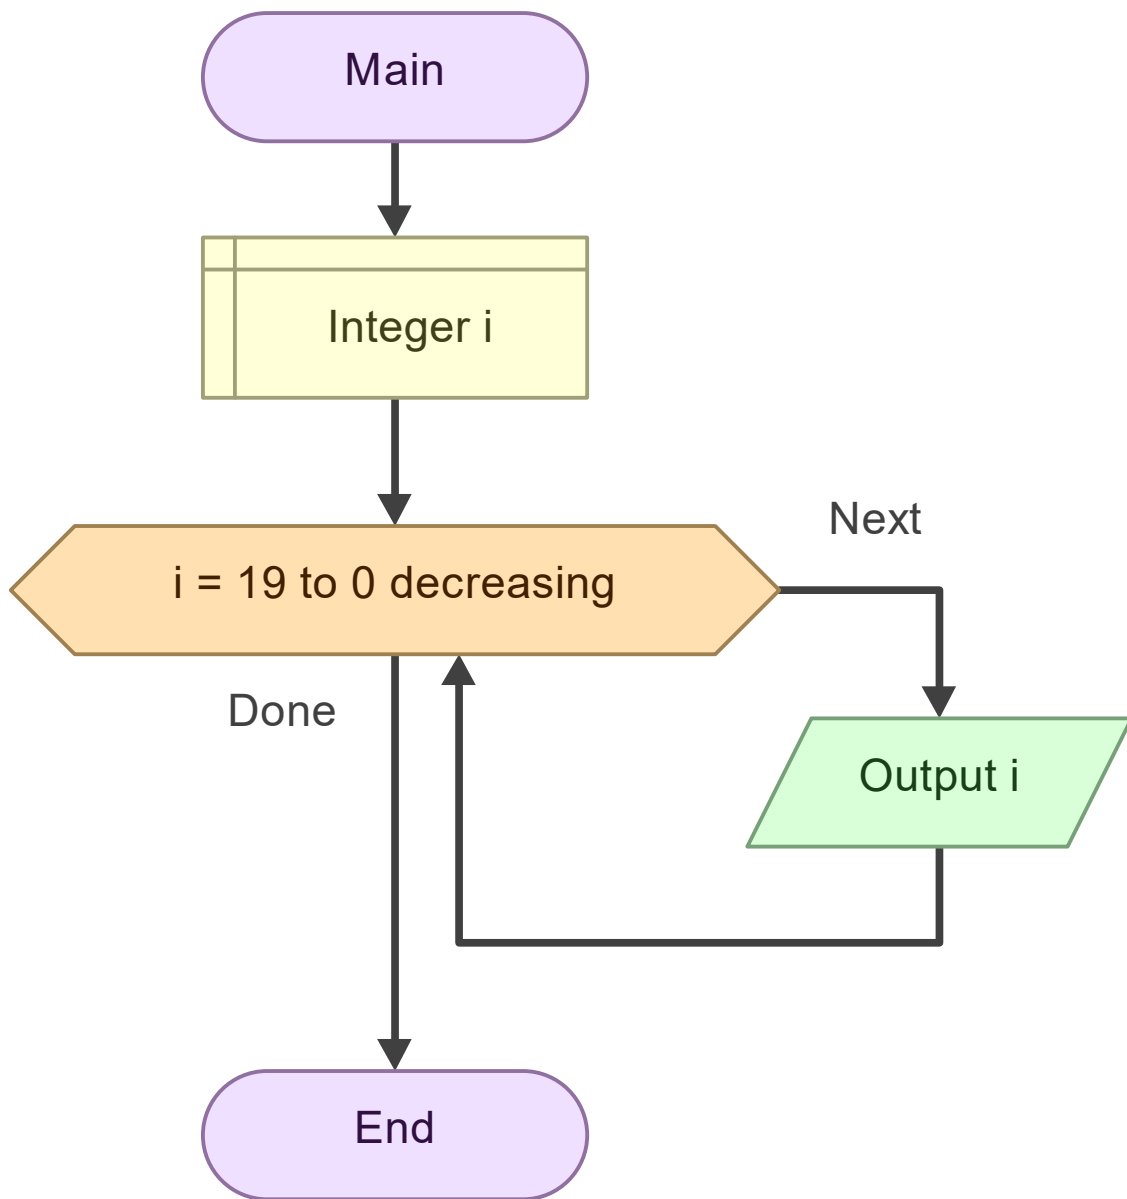 Main
Integer i
i = 19 to 0 decreasing
Next
Done
Output i
End